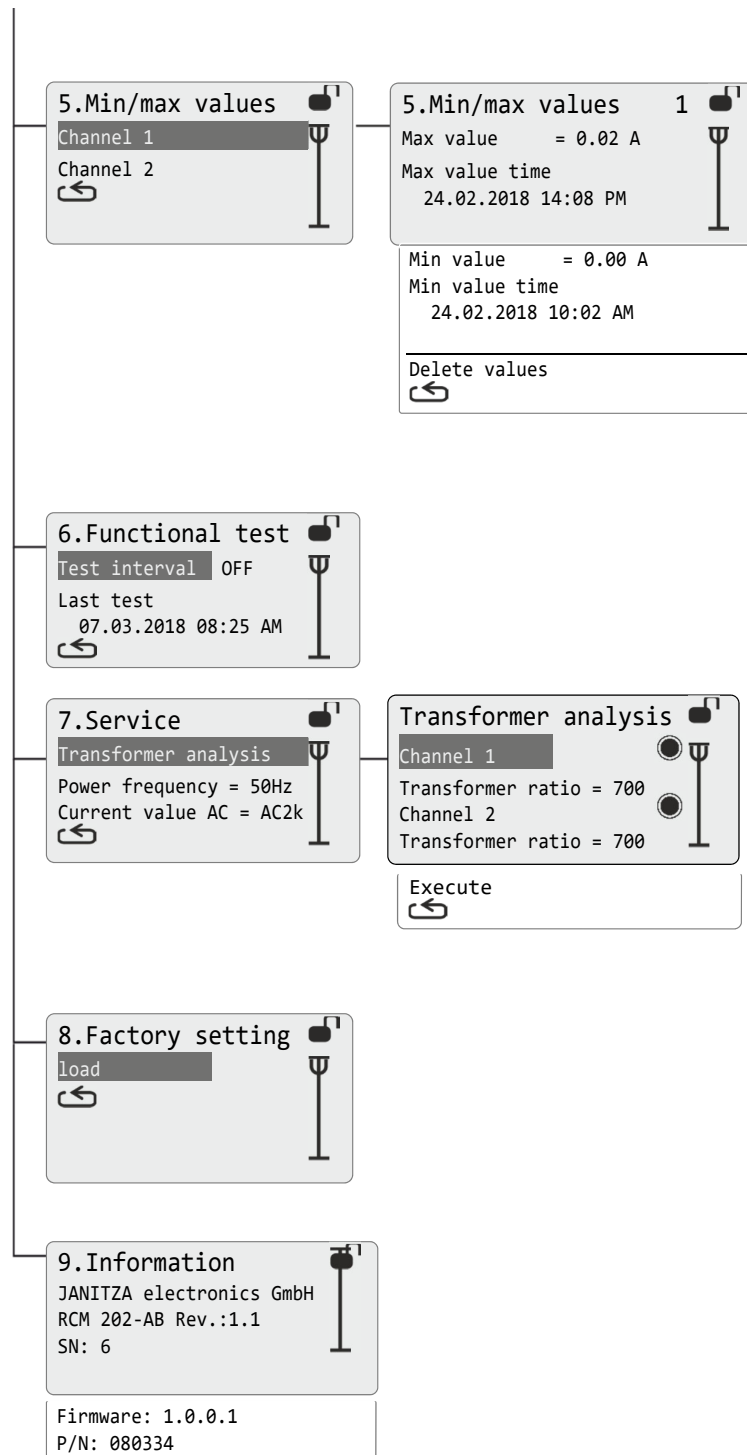 5.Min/max values
Channel 1
Channel 2
5.Min/max values 1
Max value = 0.02 A
Max value time
24.02.2018 14:08 PM
Min value = 0.00 A
Min value time
24.02.2018 10:02 AM
Delete values
6.Functional test
Test interval OFF
Last test
07.03.2018 08:25 AM
7.Service
Transformer analysis
Power frequency = 50Hz
Current value AC = AC2k
Transformer analysis
Channel 1
Transformer ratio = 700
Channel 2
Transformer ratio = 700
Execute
8.Factory setting
load
9.Information
JANITZA electronics GmbH
RCM 202-AB Rev.:1.1
SN: 6
Firmware: 1.0.0.1
P/N: 080334